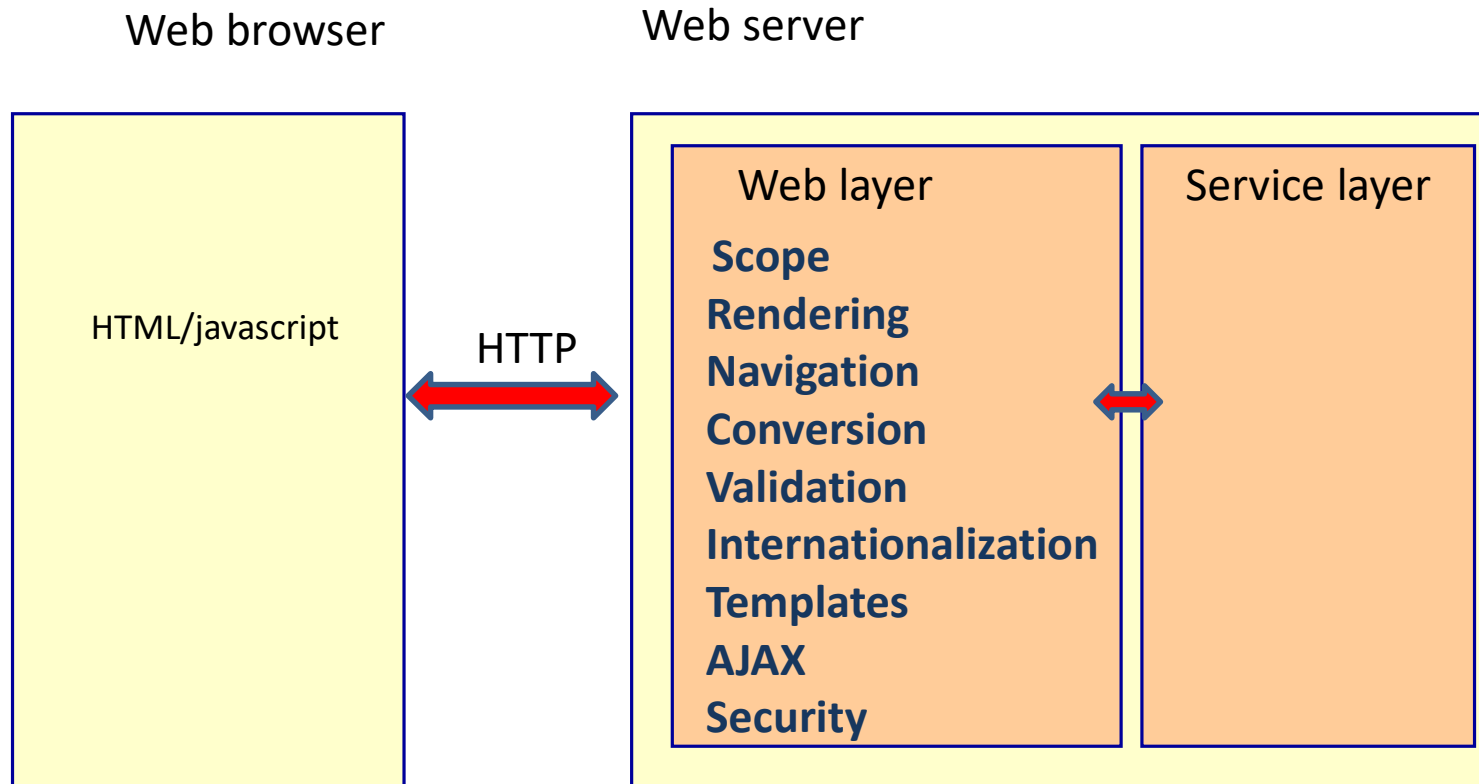 Web browser
Web server
HTML/javascript
HTTP
Web layer
Scope
Rendering
Navigation
Conversion
Validation
Internationalization
Templates
AJAX
Security
Service layer